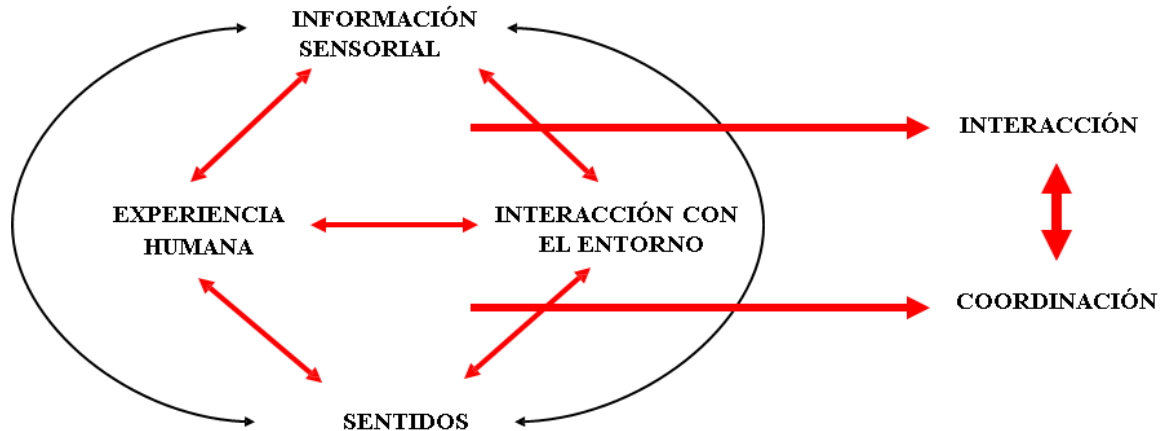 INFORMACIÓN
SENSORIAL
INTERACCIÓN
EXPERIENCIA
HUMANA
INTERACCIÓN CON
EL ENTORNO
COORDINACIÓN
SENTIDOS